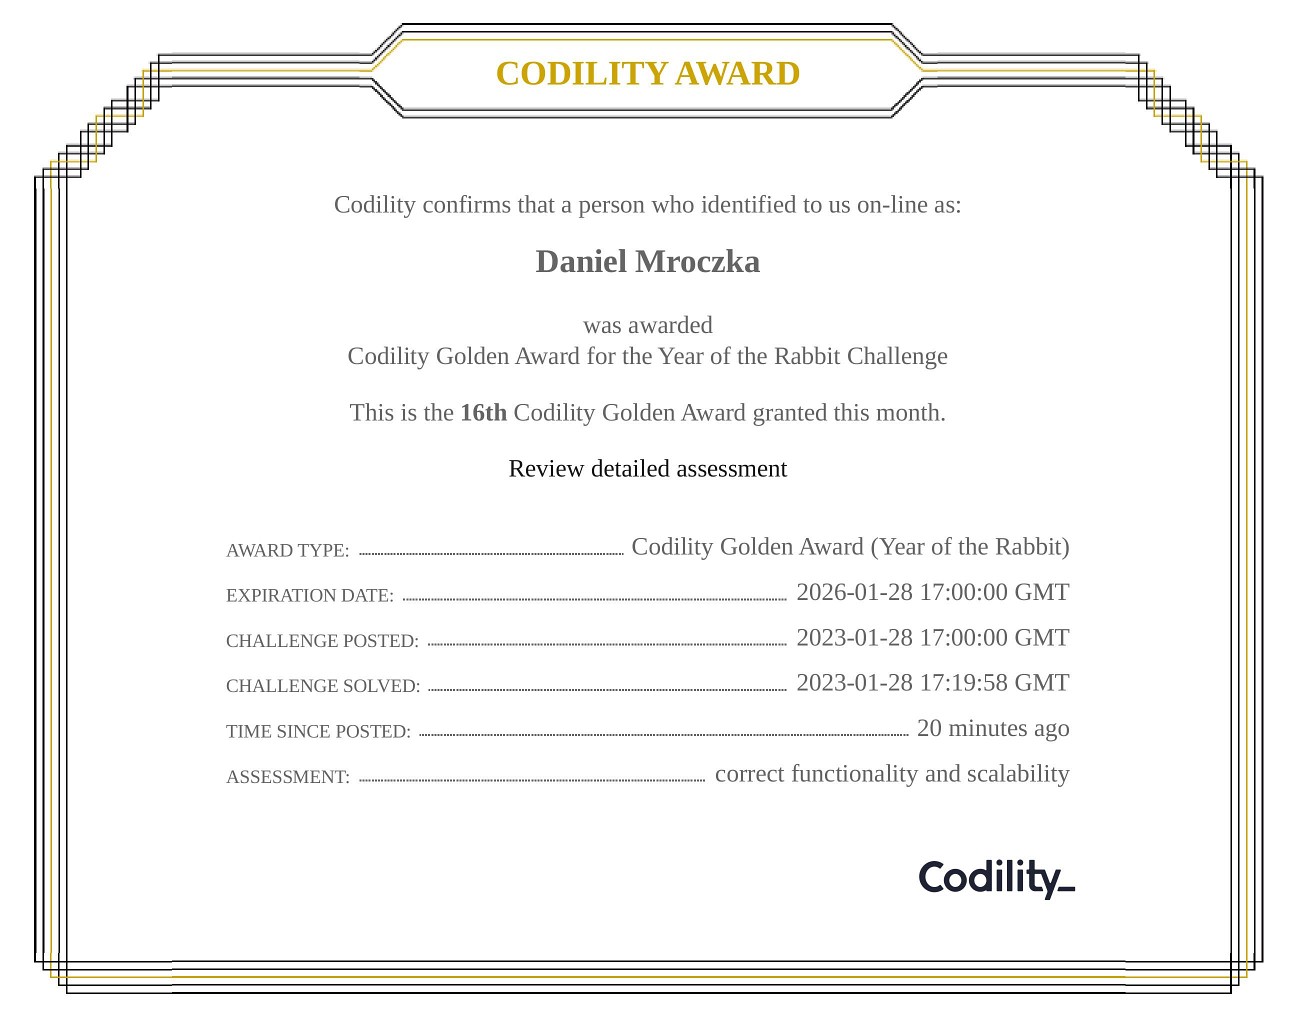 CODILITY AWARD
Codility confirms that a person who identified to us on-line as:
Daniel Mroczka
was awarded
Codility Golden Award for the Year of the Rabbit Challenge
This is the 16th Codility Golden Award granted this month.
Review detailed assessment
AWARD TYPE: Codility Golden Award (Year of the Rabbit)
EXPIRATION DATE: 2026-01-28 17:00:00 GMT
CHALLENGE POSTED: 2023-01-28 17:00:00 GMT
CHALLENGE SOLVED: 2023-01-28 17:19:58 GMT
TIME SINCE POSTED: 20 minutes ago
ASSESSMENT: correct functionality and scalability
Codility_